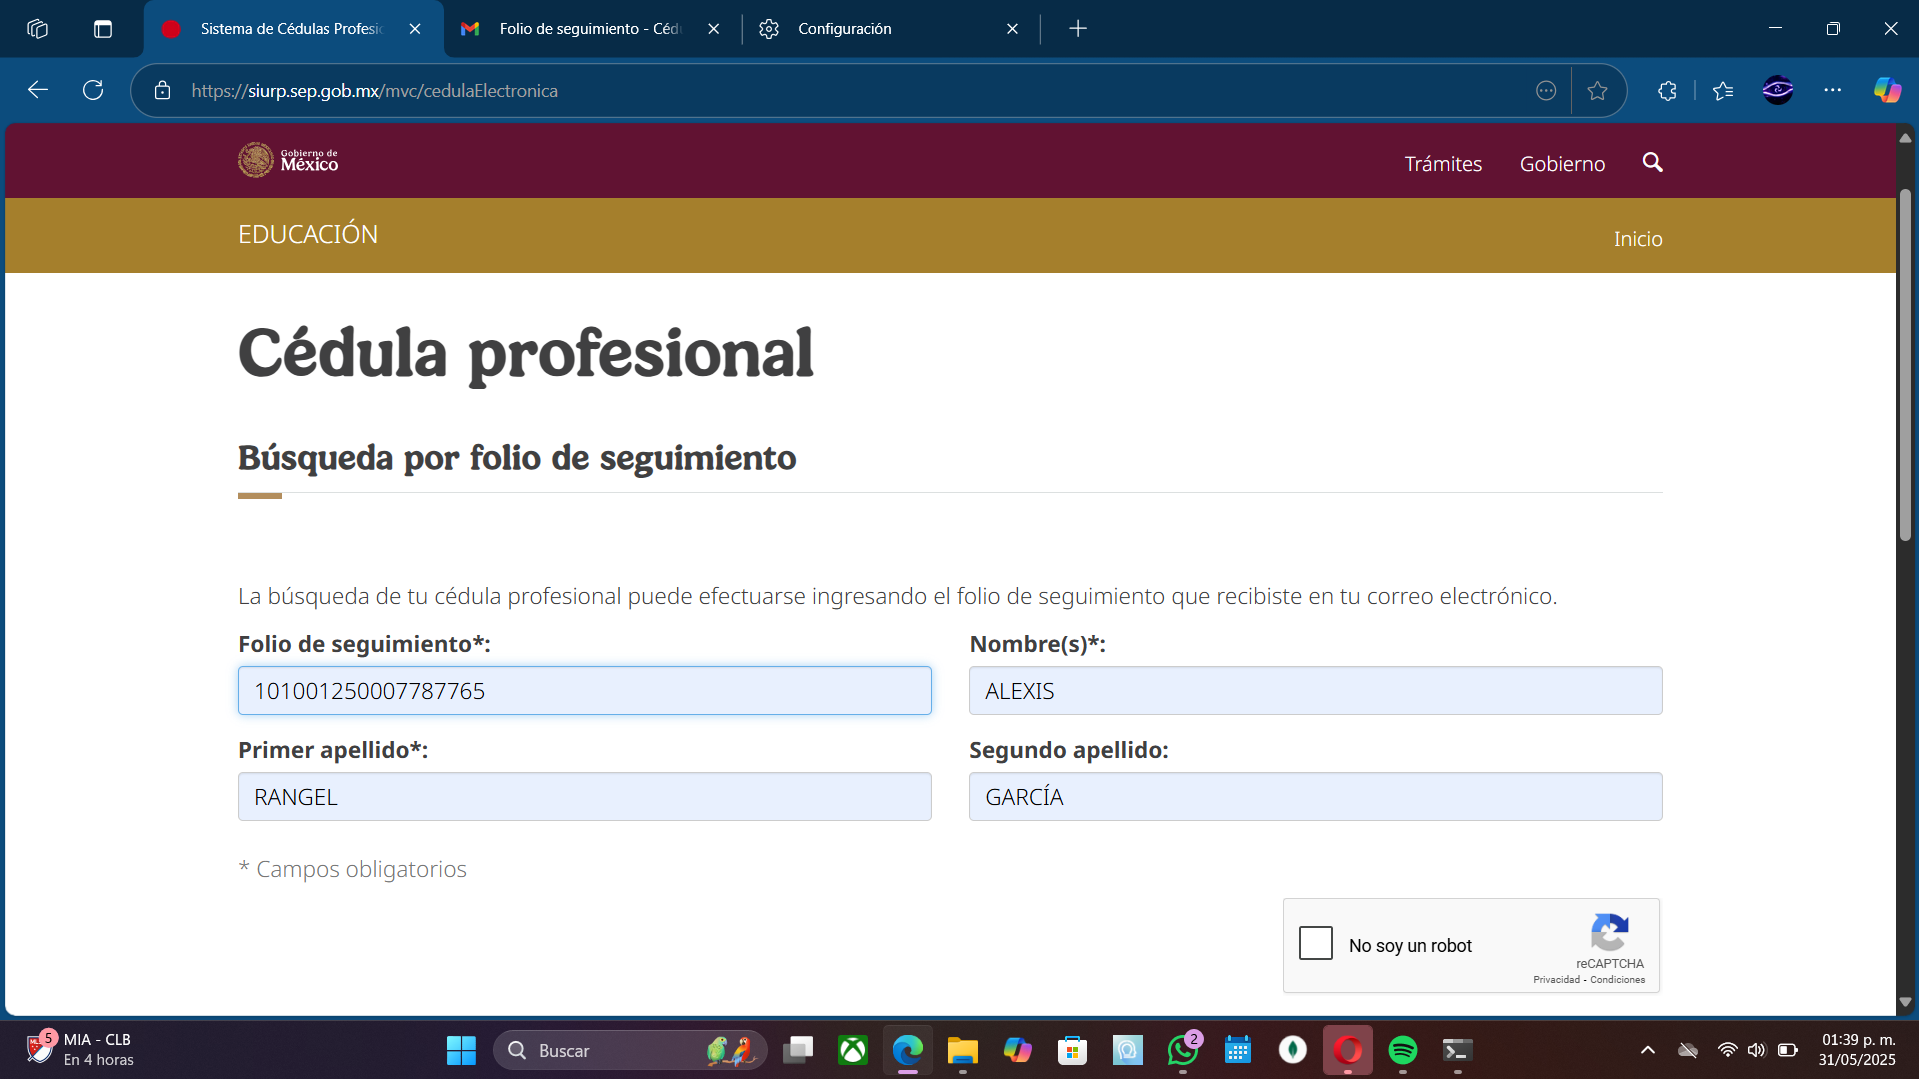 Sistema de Cédulas Profesi
Folio de seguimiento - Céd
Configuración
https://siurp.sep.gob.mx/mvc/cedulaElectronica
Gobierno de
México
Trámites
Gobierno
EDUCACIÓN
Inicio
Cédula profesional
Búsqueda por folio de seguimiento
La búsqueda de tu cédula profesional puede efectuarse ingresando el folio de seguimiento que recibiste en tu correo electrónico.
Folio de seguimiento*:
Nombre(s)*:
101001250007787765
ALEXIS
Primer apellido*:
Segundo apellido:
RANGEL
GARCÍA
* Campos obligatorios
No soy un robot
reCAPTCHA
Privacidad - Condiciones
5
MIA - CLB
En 4 horas
Buscar
2
01:39 p. m.
31/05/2025